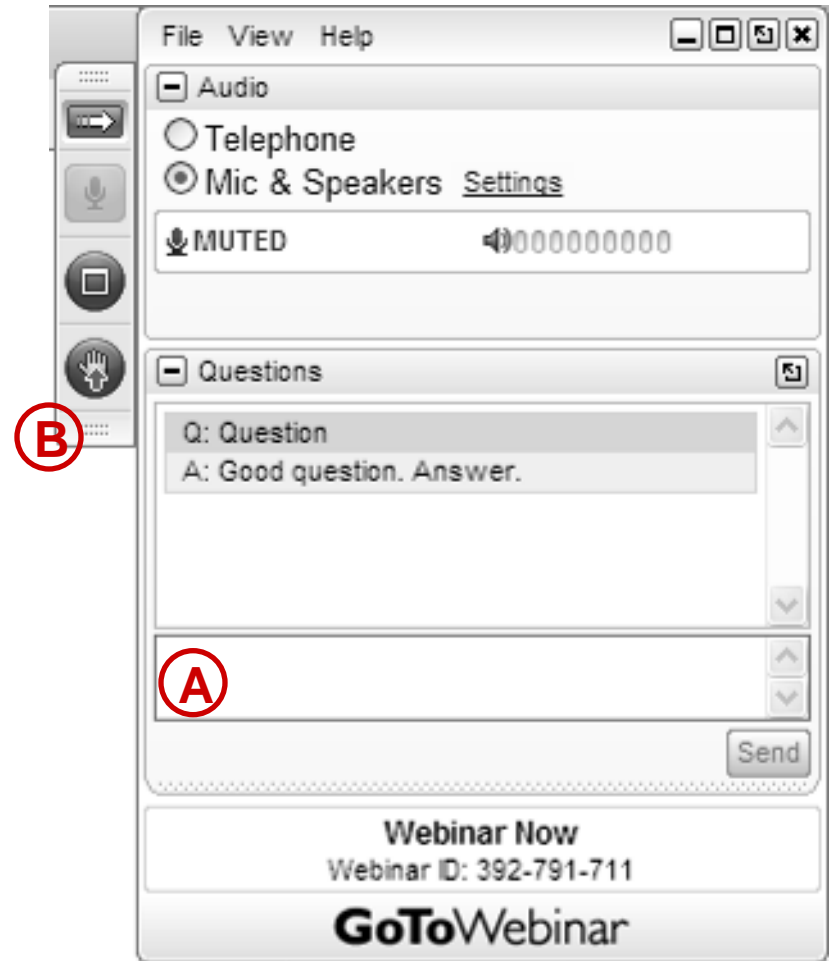 File View Help
Audio
Telephone
Mic & Speakers Settings
MUTED 000000000
Questions
B
Q: Question
A: Good question. Answer.
A
Send
Webinar Now
Webinar ID: 392-791-711
GoToWebinar